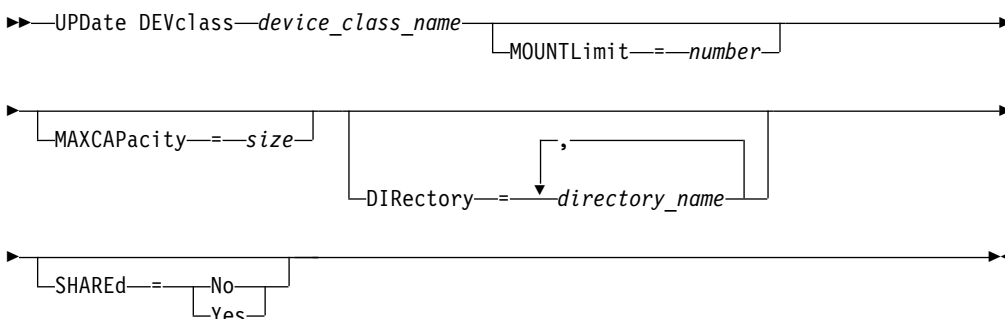 UPDate DEVclass device_class_name
MOUNTLimit = number
MAXCAPacity = size
,
DIRectory = directory_name
SHAREd = No
Yes